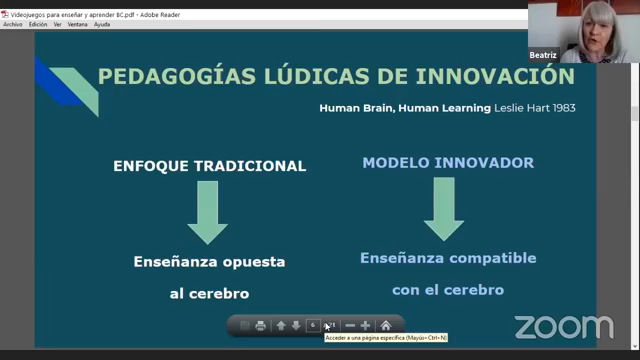 Videojuegos para enseñar y aprender BC.pdf - Adobe Reader
Archivo Edición Ver Ventana Ayuda
Beatriz
PEDAGOGÍAS LÚDICAS DE INNOVACIÓN
Human Brain, Human Learning Leslie Hart 1983
ENFOQUE TRADICIONAL
MODELO INNOVADOR
Enseñanza opuesta
al cerebro
Enseñanza compatible
con el cerebro
6
Acceder a una página específica (Mayús+Ctrl+N)
zoom